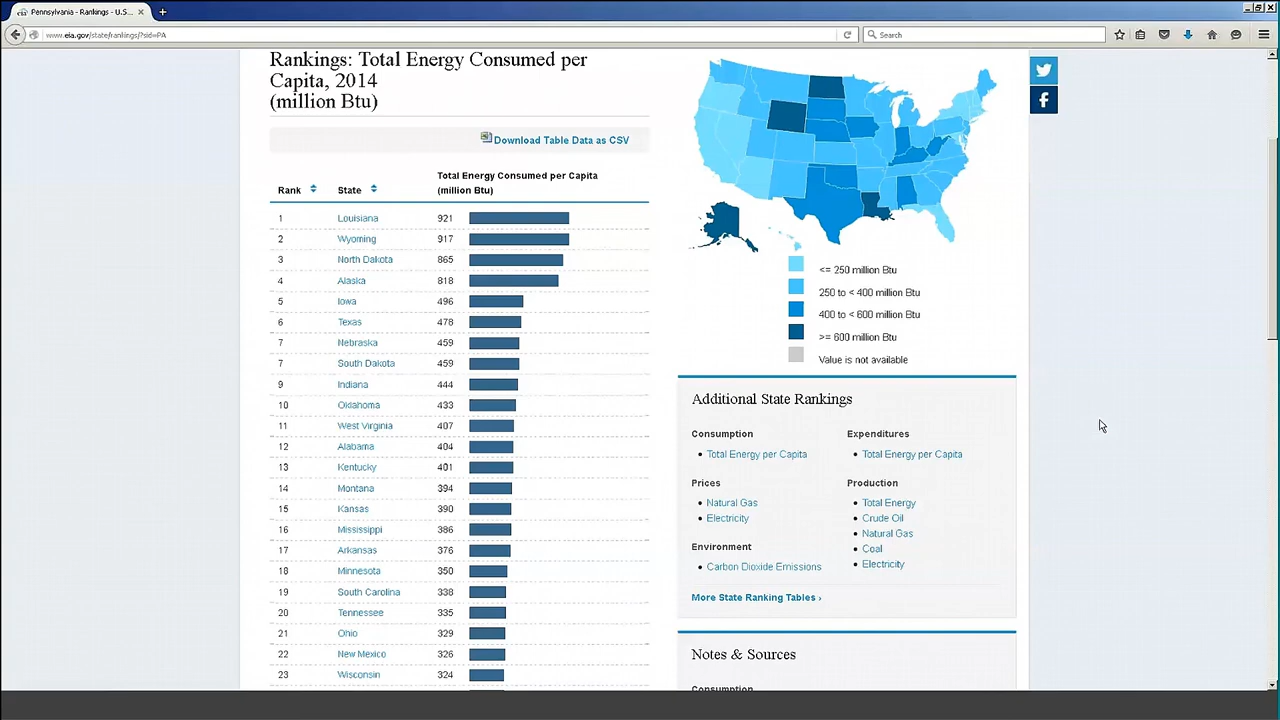 Pennsylvania - Rankings - U.S...
www.eia.gov/state/rankings/?sid=PA
Search
Rankings: Total Energy Consumed per
Capita, 2014
(million Btu)
Download Table Data as CSV
Rank State Total Energy Consumed per Capita
(million Btu)
1 Louisiana 921
2 Wyoming 917
3 North Dakota 865
4 Alaska 818
5 Iowa 496
6 Texas 478
7 Nebraska 459
7 South Dakota 459
9 Indiana 444
10 Oklahoma 433
11 West Virginia 407
12 Alabama 404
13 Kentucky 401
14 Montana 394
15 Kansas 390
16 Mississippi 386
17 Arkansas 376
18 Minnesota 350
19 South Carolina 338
20 Tennessee 335
21 Ohio 329
22 New Mexico 326
23 Wisconsin 324
<= 250 million Btu
250 to < 400 million Btu
400 to < 600 million Btu
>= 600 million Btu
Value is not available
Additional State Rankings
Consumption
• Total Energy per Capita
Prices
• Natural Gas
• Electricity
Environment
• Carbon Dioxide Emissions
Expenditures
• Total Energy per Capita
Production
• Total Energy
• Crude Oil
• Natural Gas
• Coal
• Electricity
More State Ranking Tables ›
Notes & Sources
Consumption